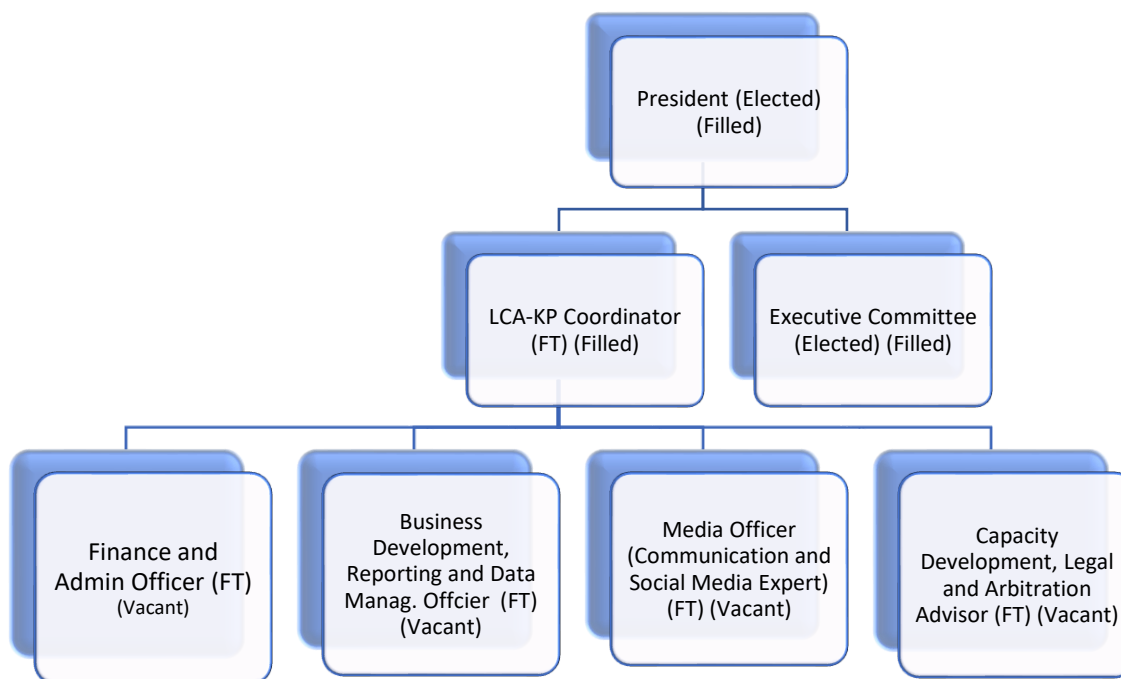 President (Elected)
(Filled)
LCA-KP Coordinator
(FT) (Filled)
Executive Committee
(Elected) (Filled)
Finance and
Admin Officer (FT)
(Vacant)
Business
Development,
Reporting and Data
Manag. Offcier (FT)
(Vacant)
Media Officer
(Communication and
Social Media Expert)
(FT) (Vacant)
Capacity
Development, Legal
and Arbitration
Advisor (FT) (Vacant)